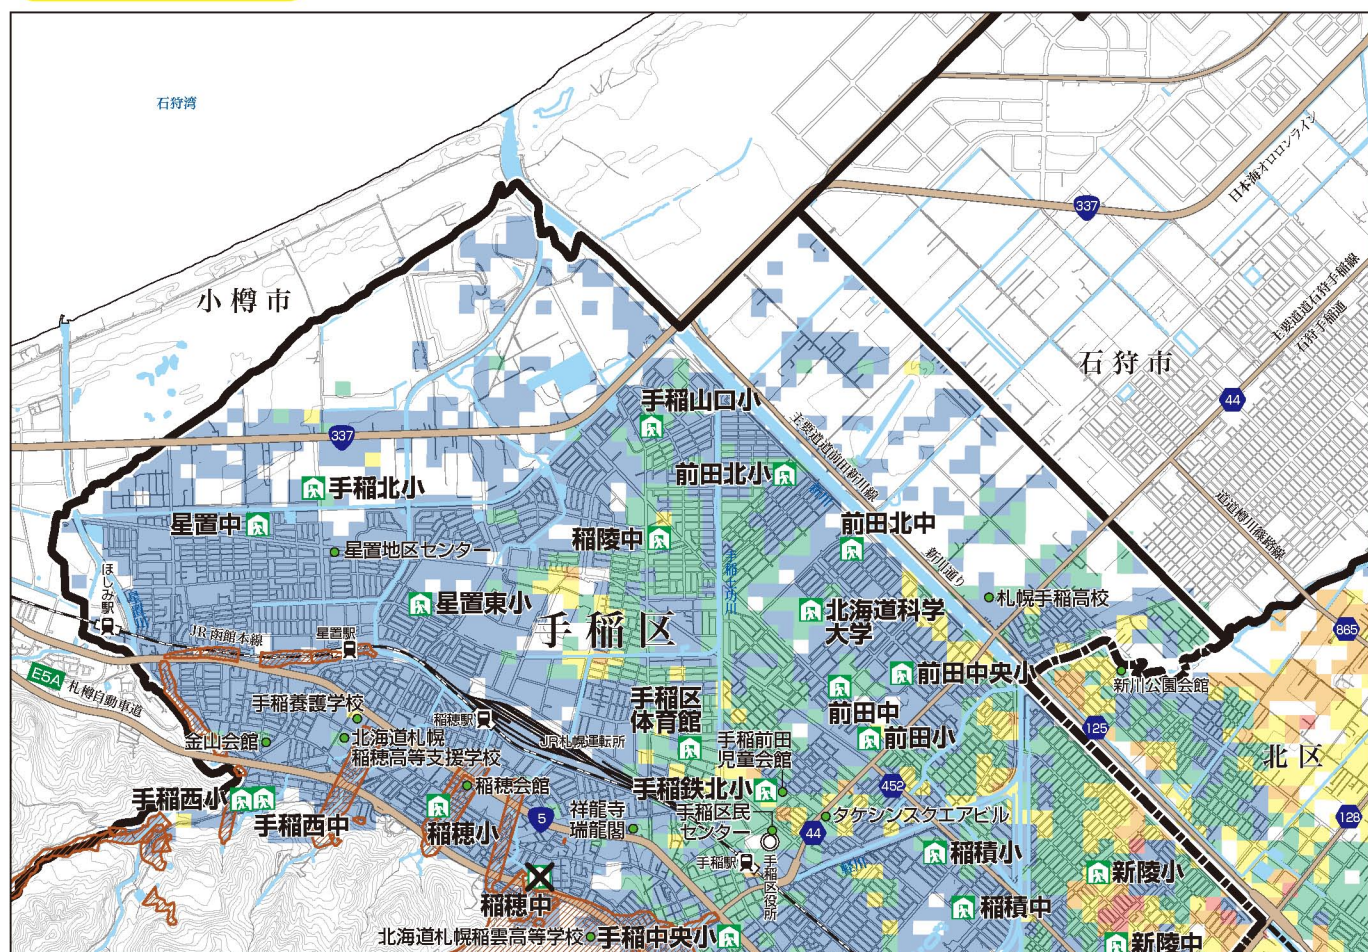 石狩湾
小樽市
337
日本海オロロンライン
主要道道石狩手稲線
石狩手稲通
石狩市
44
手稲山口小
337
主要道道前田新川線
前田北小
手稲北小
道道樽川篠路線
星置中
稲陵中
前田北中
星置地区センター
新川通り
ほしみ駅
星置東小
手稲区
北海道科学
大学
札幌手稲高校
865
JR函館本線
星置駅
E5A
札樽自動車道
前田中央小
新川公園会館
手稲養護学校
稲穂駅
手稲区
体育館
前田中
125
金山会館
北海道札幌
稲穂高等支援学校
JR札幌運転所
手稲前田
児童会館
前田小
北区
手稲西小
手稲西中
稲穂会館
手稲鉄北小
452
稲穂小
5
祥龍寺
瑞龍閣
手稲区民
センター
44
タケシンスクエアビル
128
手稲駅
手稲区役所
稲積小
新陵小
稲穂中
稲積中
北海道札幌稲雲高等学校
手稲中央小
新陵中